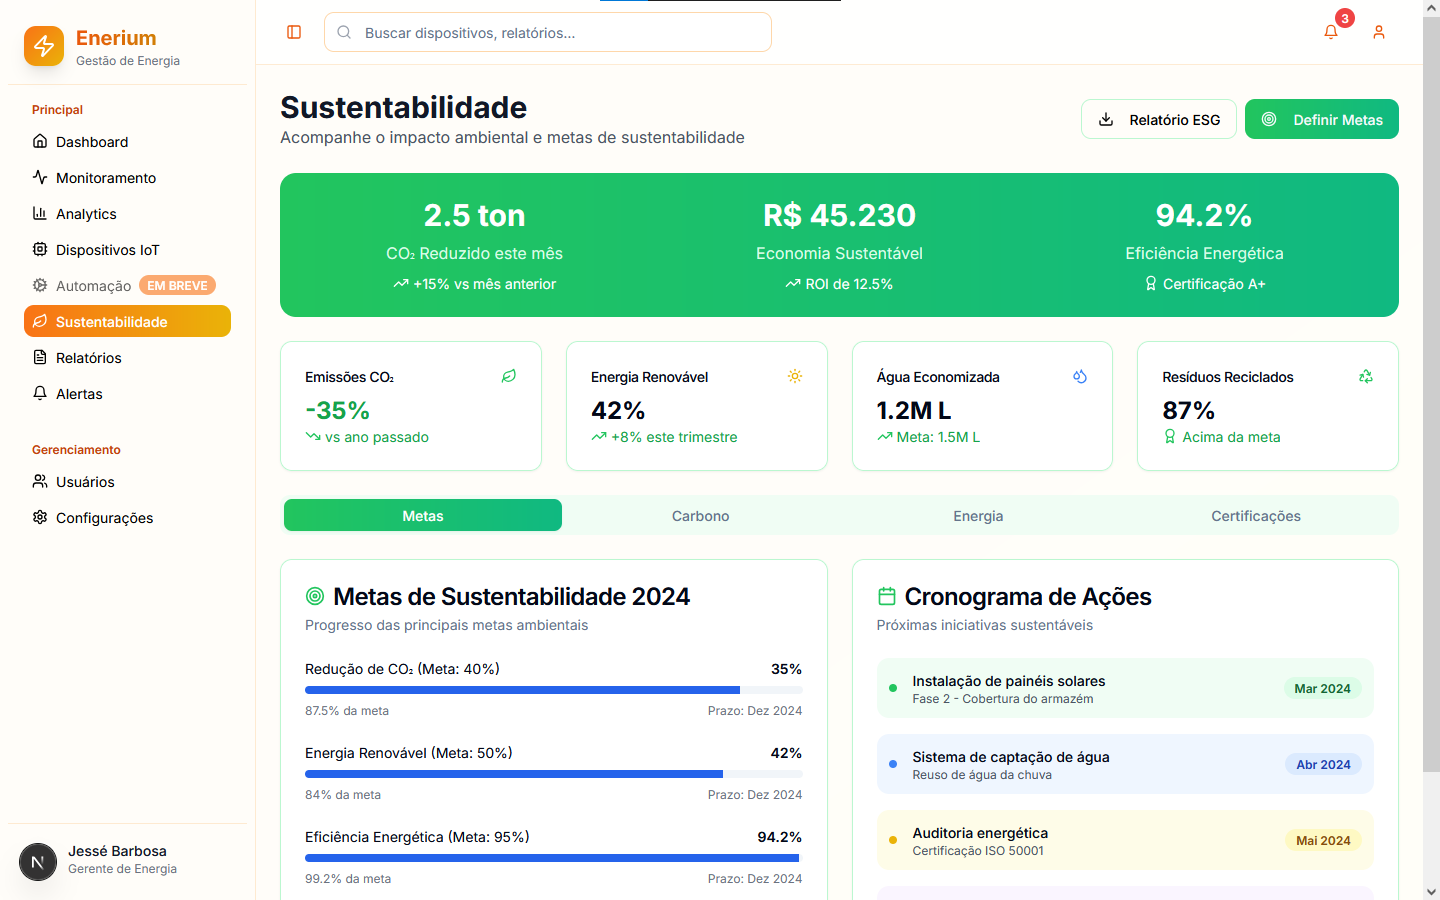 Enerium
Gestão de Energia
Principal
Dashboard
Monitoramento
Analytics
Dispositivos IoT
Automação EM BREVE
Sustentabilidade
Relatórios
Alertas
Gerenciamento
Usuários
Configurações
N
Jessé Barbosa
Gerente de Energia
Buscar dispositivos, relatórios...
3
Sustentabilidade
Acompanhe o impacto ambiental e metas de sustentabilidade
Relatório ESG
Definir Metas
2.5 ton
CO₂ Reduzido este mês
+15% vs mês anterior
R$ 45.230
Economia Sustentável
ROI de 12.5%
94.2%
Eficiência Energética
Certificação A+
Emissões CO₂
-35%
vs ano passado
Energia Renovável
42%
+8% este trimestre
Água Economizada
1.2M L
Meta: 1.5M L
Resíduos Reciclados
87%
Acima da meta
Metas
Carbono
Energia
Certificações
Metas de Sustentabilidade 2024
Progresso das principais metas ambientais
Redução de CO₂ (Meta: 40%) 35%
87.5% da meta Prazo: Dez 2024
Energia Renovável (Meta: 50%) 42%
84% da meta Prazo: Dez 2024
Eficiência Energética (Meta: 95%) 94.2%
99.2% da meta Prazo: Dez 2024
Cronograma de Ações
Próximas iniciativas sustentáveis
Instalação de painéis solares
Fase 2 - Cobertura do armazém
Mar 2024
Sistema de captação de água
Reuso de água da chuva
Abr 2024
Auditoria energética
Certificação ISO 50001
Mai 2024